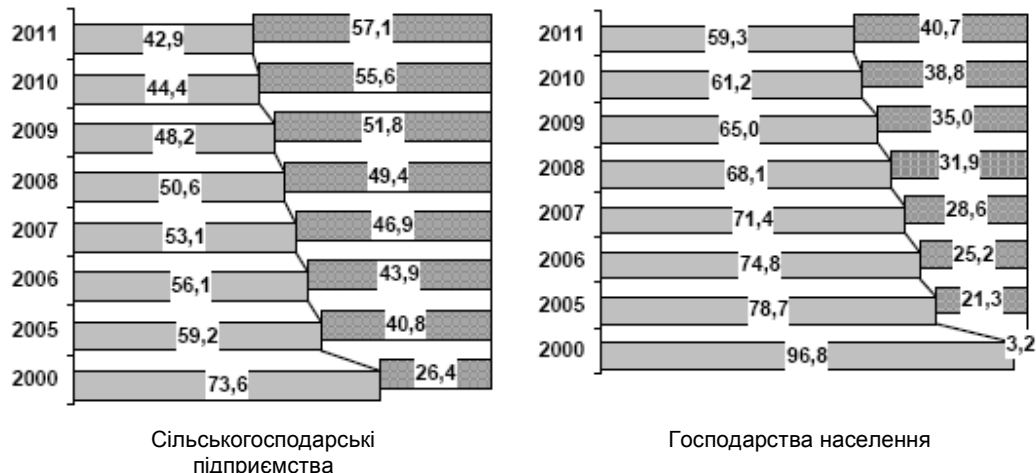 2011 42,9 57,1
2010 44,4 55,6
2009 48,2 51,8
2008 50,6 49,4
2007 53,1 46,9
2006 56,1 43,9
2005 59,2 40,8
2000 73,6 26,4
Сільськогосподарські
підприємства
2011 59,3 40,7
2010 61,2 38,8
2009 65,0 35,0
2008 68,1 31,9
2007 71,4 28,6
2006 74,8 25,2
2005 78,7 21,3
2000 96,8 3,2
Господарства населення